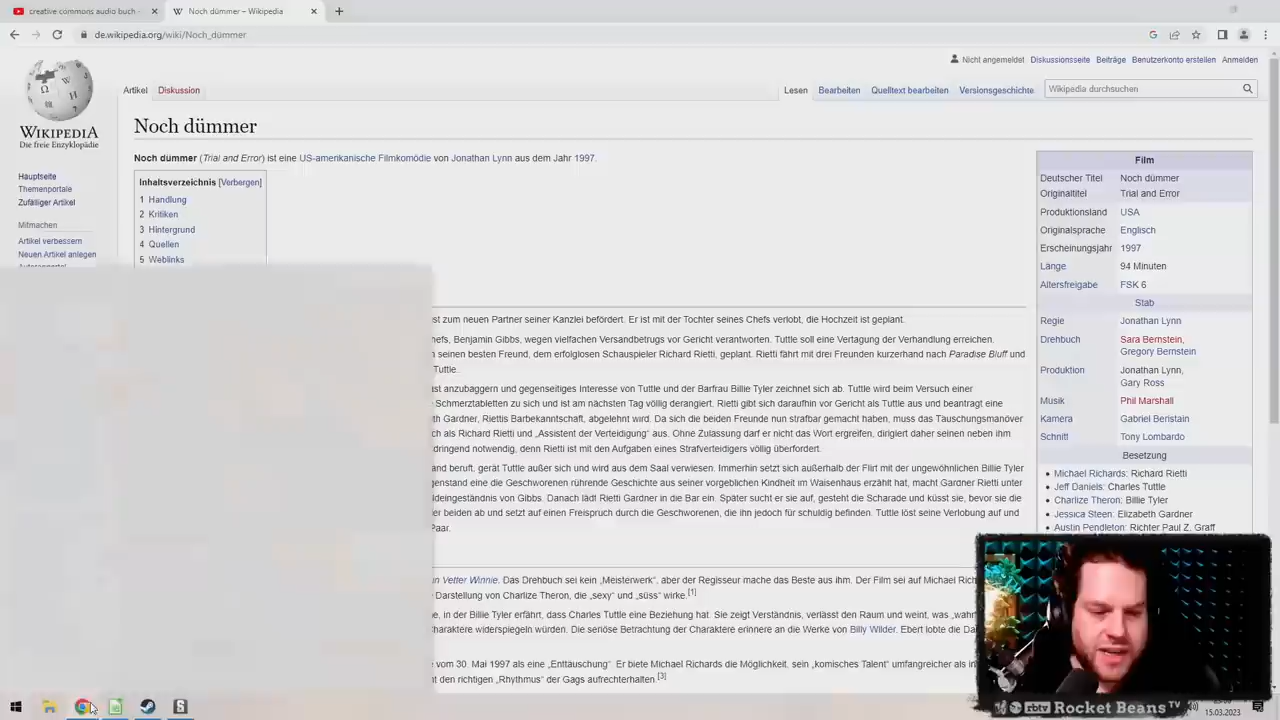 creative commons audio buch -
Noch dümmer – Wikipedia
de.wikipedia.org/wiki/Noch_dümmer
Nicht angemeldet Diskussionsseite Beiträge Benutzerkonto erstellen Anmelden
Artikel Diskussion
Lesen Bearbeiten Quelltext bearbeiten Versionsgeschichte
Wikipedia durchsuchen
WIKIPEDIA
Die freie Enzyklopädie
Hauptseite
Themenportale
Zufälliger Artikel
Mitmachen
Artikel verbessern
Neuen Artikel anlegen
Noch dümmer
Noch dümmer (Trial and Error) ist eine US-amerikanische Filmkomödie von Jonathan Lynn aus dem Jahr 1997.
Inhaltsverzeichnis [Verbergen]
1 Handlung
2 Kritiken
3 Hintergrund
4 Quellen
5 Weblinks
st zum neuen Partner seiner Kanzlei befördert. Er ist mit der Tochter seines Chefs verlobt, die Hochzeit ist geplant.
hefs, Benjamin Gibbs, wegen vielfachen Versandbetrugs vor Gericht verantworten. Tuttle soll eine Vertagung der Verhandlung erreichen.
seinen besten Freund, dem erfolglosen Schauspieler Richard Rietti, geplant. Rietti fährt mit drei Freunden kurzerhand nach Paradise Bluff und
Tuttle.
ist anzubaggern und gegenseitiges Interesse von Tuttle und der Barfrau Billie Tyler zeichnet sich ab. Tuttle wird beim Versuch einer
Schmerztabletten zu sich und ist am nächsten Tag völlig derangiert. Rietti gibt sich daraufhin vor Gericht als Tuttle aus und beantragt eine
th Gardner, Riettis Barbekanntschaft, abgelehnt wird. Da sich die beiden Freunde nun strafbar gemacht haben, muss das Täuschungsmanöver
ch als Richard Rietti und „Assistent der Verteidigung“ aus. Ohne Zulassung darf er nicht das Wort ergreifen, dirigiert daher seinen neben ihm
dringend notwendig, denn Rietti ist mit den Aufgaben eines Strafverteidigers völlig überfordert.
and beruft, gerät Tuttle außer sich und wird aus dem Saal verwiesen. Immerhin setzt sich außerhalb der Flirt mit der ungewöhnlichen Billie Tyler
genstand eine die Geschworenen rührende Geschichte aus seiner vorgeblichen Kindheit im Waisenhaus erzählt hat, macht Gardner Rietti unter
ldeingeständnis von Gibbs. Danach lädt Rietti Gardner in die Bar ein. Später sucht er sie auf, gesteht die Scharade und küsst sie, bevor sie die
er beiden ab und setzt auf einen Freispruch durch die Geschworenen, die ihn jedoch für schuldig befinden. Tuttle löst seine Verlobung auf und
Paar.
in Vetter Winnie. Das Drehbuch sei kein „Meisterwerk“, aber der Regisseur mache das Beste aus ihm. Der Film sei auf Michael Rich
Darstellung von Charlize Theron, die „sexy“ und „süss“ wirke.[1]
ne, in der Billie Tyler erfährt, dass Charles Tuttle eine Beziehung hat. Sie zeigt Verständnis, verlässt den Raum und weint, was „wahr
Charaktere widerspiegeln würden. Die seriöse Betrachtung der Charaktere erinnere an die Werke von Billy Wilder. Ebert lobte die Da
e vom 30. Mai 1997 als eine „Enttäuschung“. Er biete Michael Richards die Möglichkeit, sein „komisches Talent“ umfangreicher als in
t den richtigen „Rhythmus“ der Gags aufrechterhalten.[3]
Film
Deutscher Titel Noch dümmer
Originaltitel Trial and Error
Produktionsland USA
Originalsprache Englisch
Erscheinungsjahr 1997
Länge 94 Minuten
Altersfreigabe FSK 6
Stab
Regie Jonathan Lynn
Drehbuch Sara Bernstein,
Gregory Bernstein
Produktion Jonathan Lynn,
Gary Ross
Musik Phil Marshall
Kamera Gabriel Beristain
Schnitt Tony Lombardo
Besetzung
Michael Richards: Richard Rietti
Jeff Daniels: Charles Tuttle
Charlize Theron: Billie Tyler
Jessica Steen: Elizabeth Gardner
Austin Pendleton: Richter Paul Z. Graff
rbtv Rocket Beans TV
15.03.2023